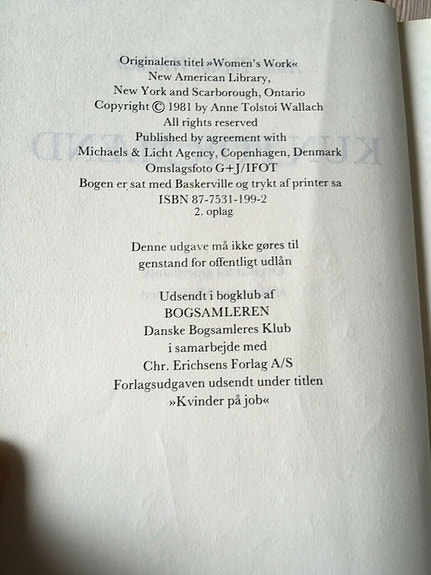 Originalens titel »Women's Work«
New American Library,
New York and Scarborough, Ontario
Copyright © 1981 by Anne Tolstoi Wallach
All rights reserved
Published by agreement with
Michaels & Licht Agency, Copenhagen, Denmark
Omslagsfoto G+J/IFOT
Bogen er sat med Baskerville og trykt af printer sa
ISBN 87-7531-199-2
2. oplag
Denne udgave må ikke gøres til
genstand for offentligt udlån
Udsendt i bogklub af
BOGSAMLEREN
Danske Bogsamleres Klub
i samarbejde med
Chr. Erichsens Forlag A/S
Forlagsudgaven udsendt under titlen
»Kvinder på job«